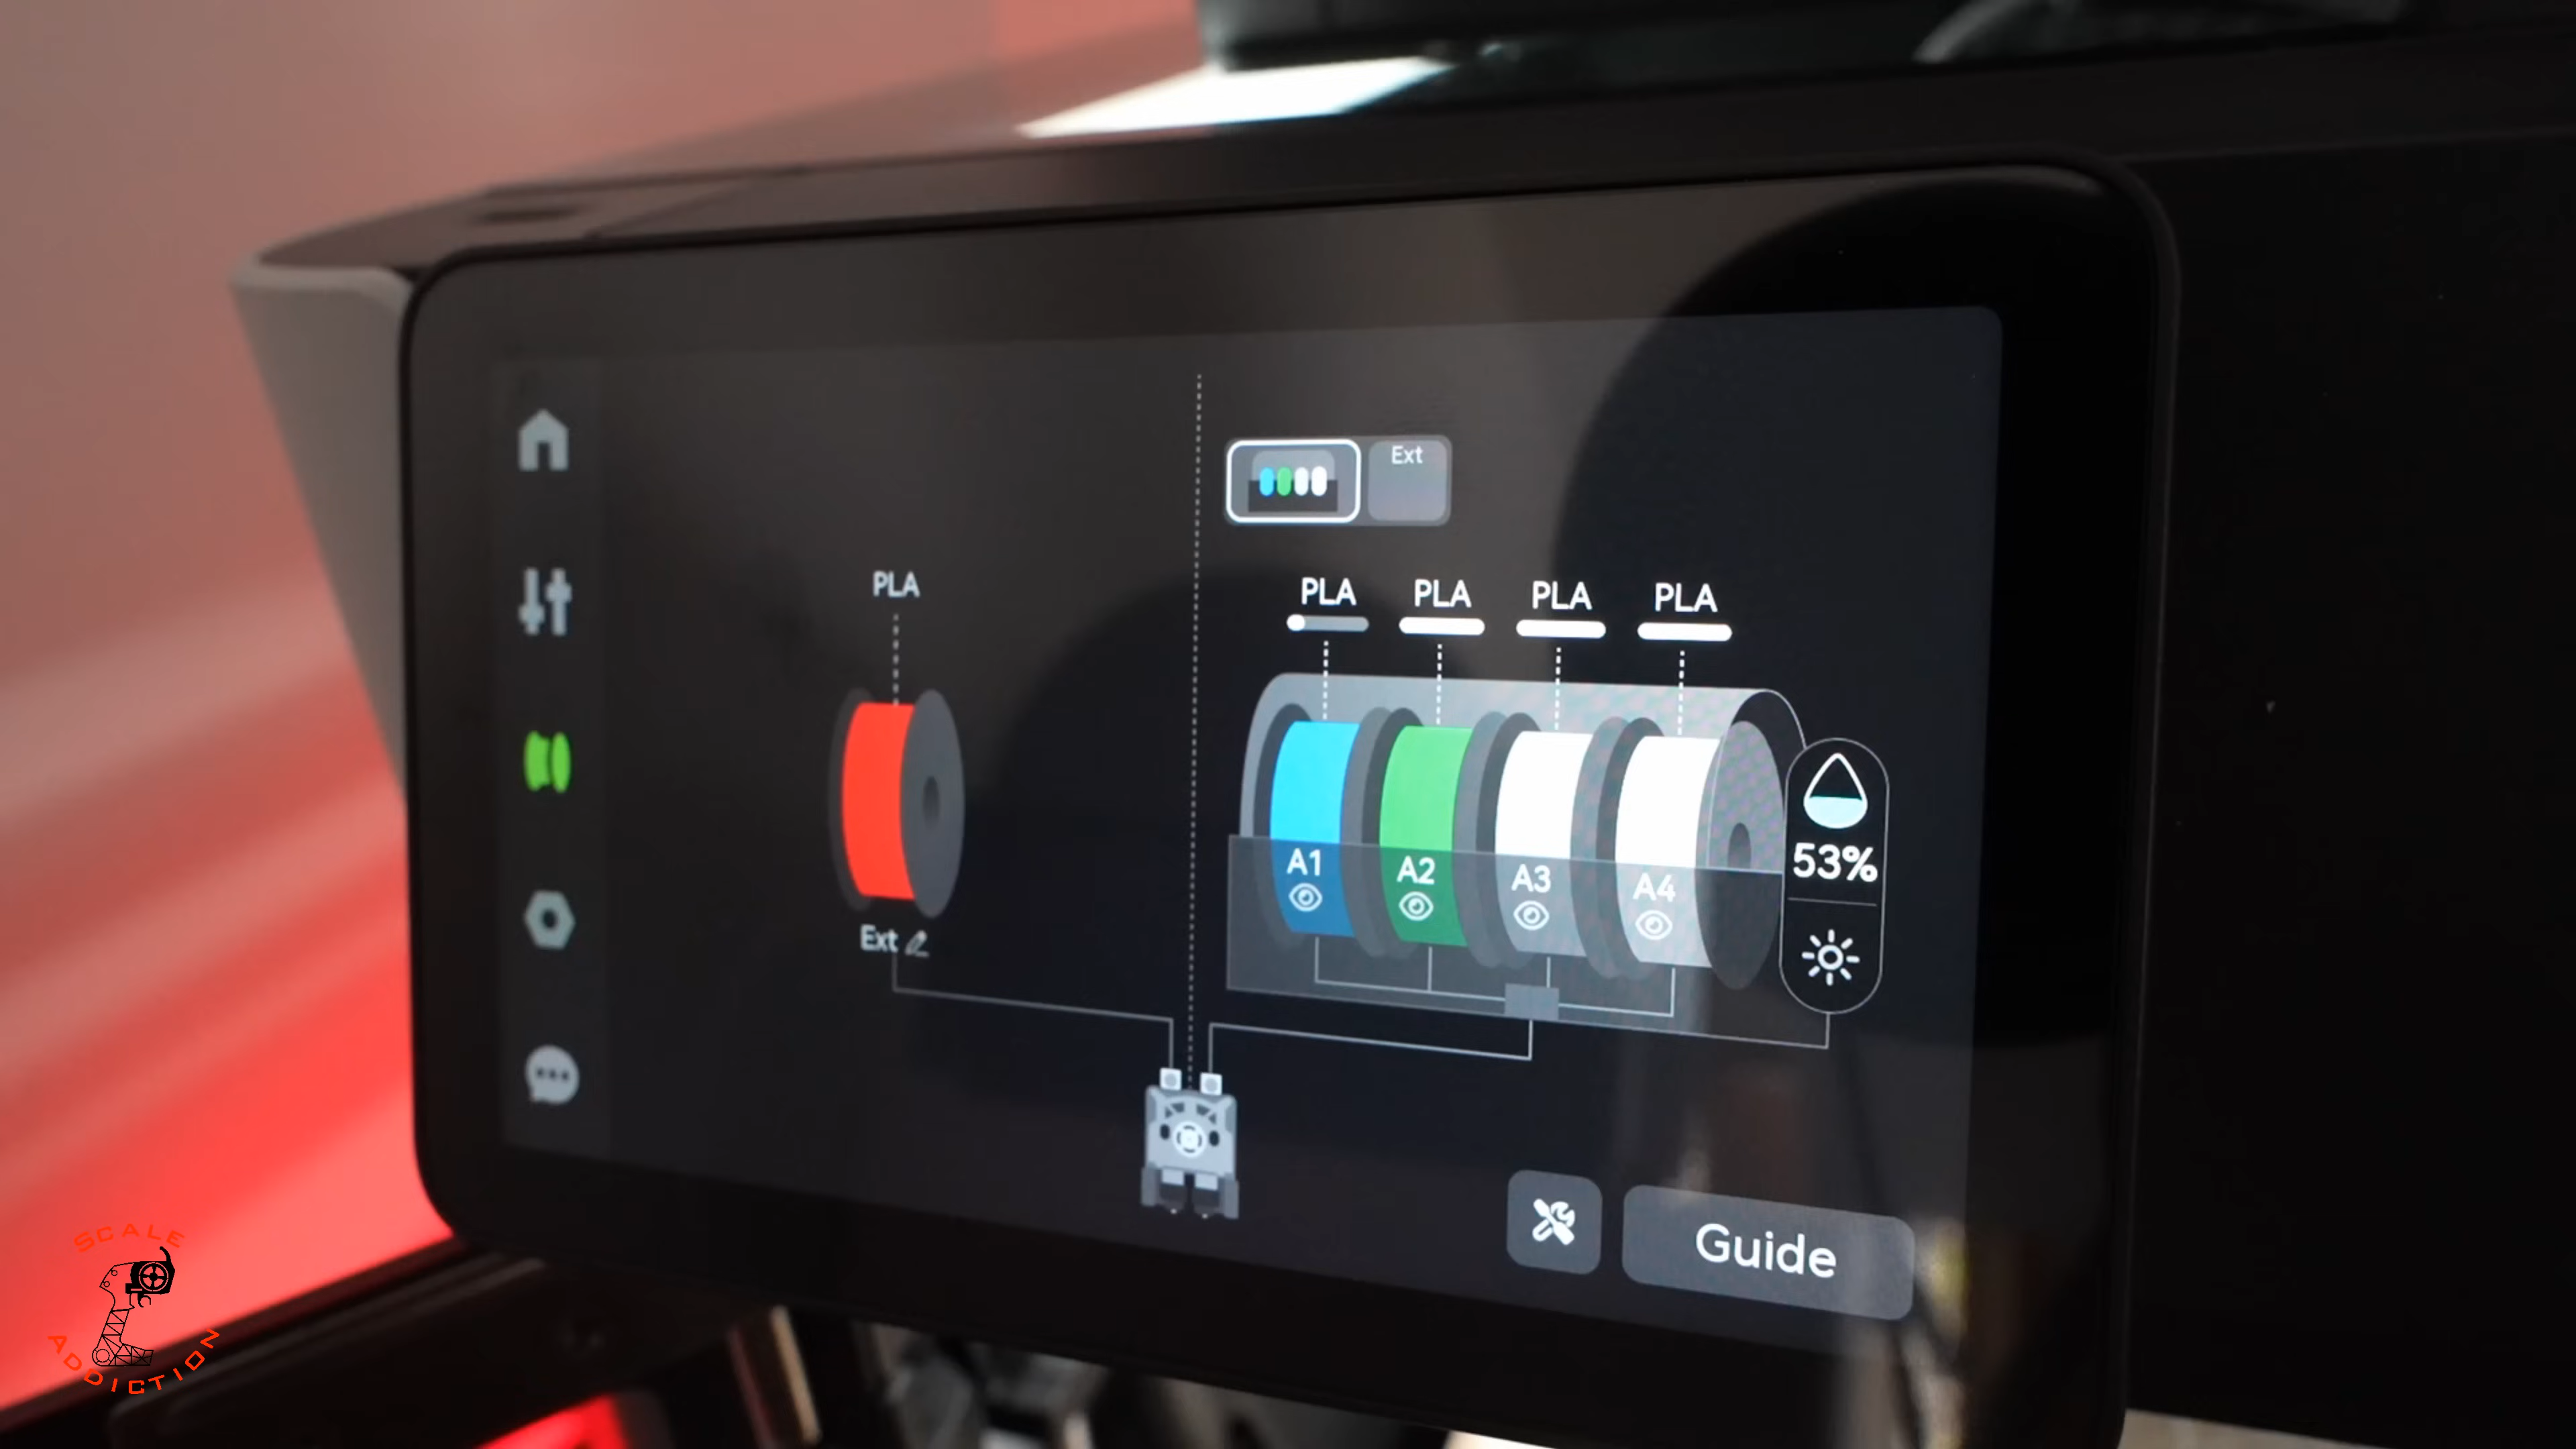 Ext
PLA
PLA
PLA
PLA
PLA
A1
A2
A3
A4
53%
Ext
Guide
SCALE
ADDICTION